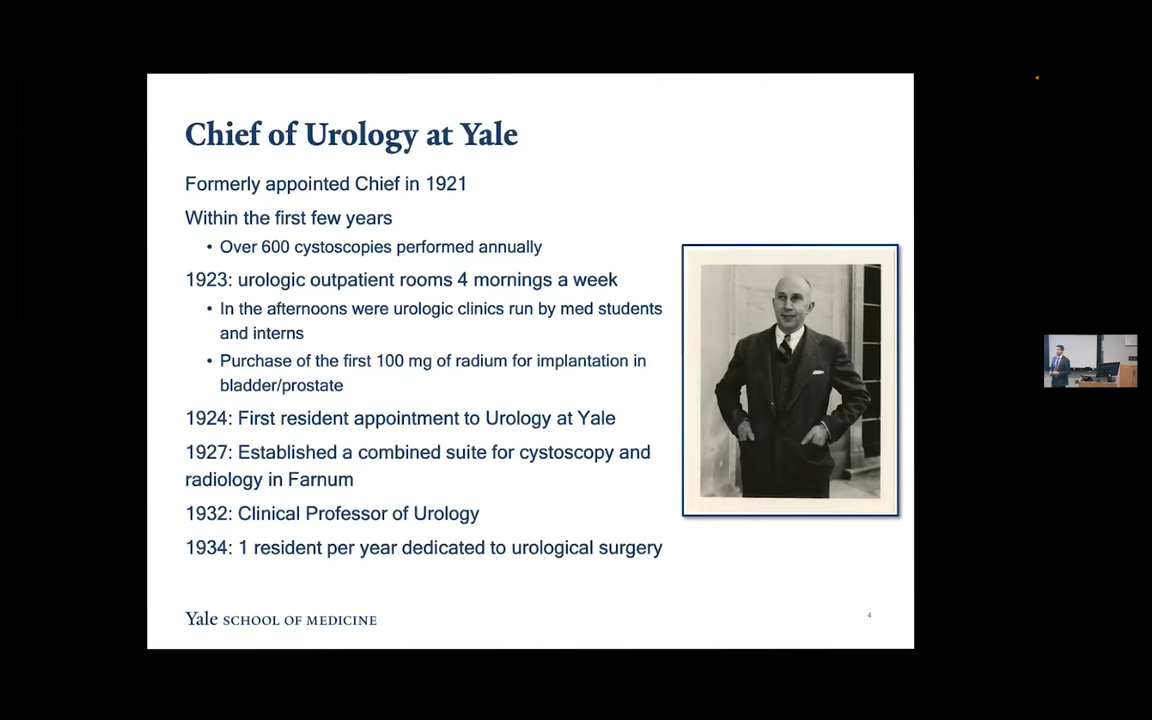 Chief of Urology at Yale
Formerly appointed Chief in 1921
Within the first few years
• Over 600 cystoscopies performed annually
1923: urologic outpatient rooms 4 mornings a week
• In the afternoons were urologic clinics run by med students
and interns
• Purchase of the first 100 mg of radium for implantation in
bladder/prostate
1924: First resident appointment to Urology at Yale
1927: Established a combined suite for cystoscopy and
radiology in Farnum
1932: Clinical Professor of Urology
1934: 1 resident per year dedicated to urological surgery
Yale SCHOOL OF MEDICINE
4